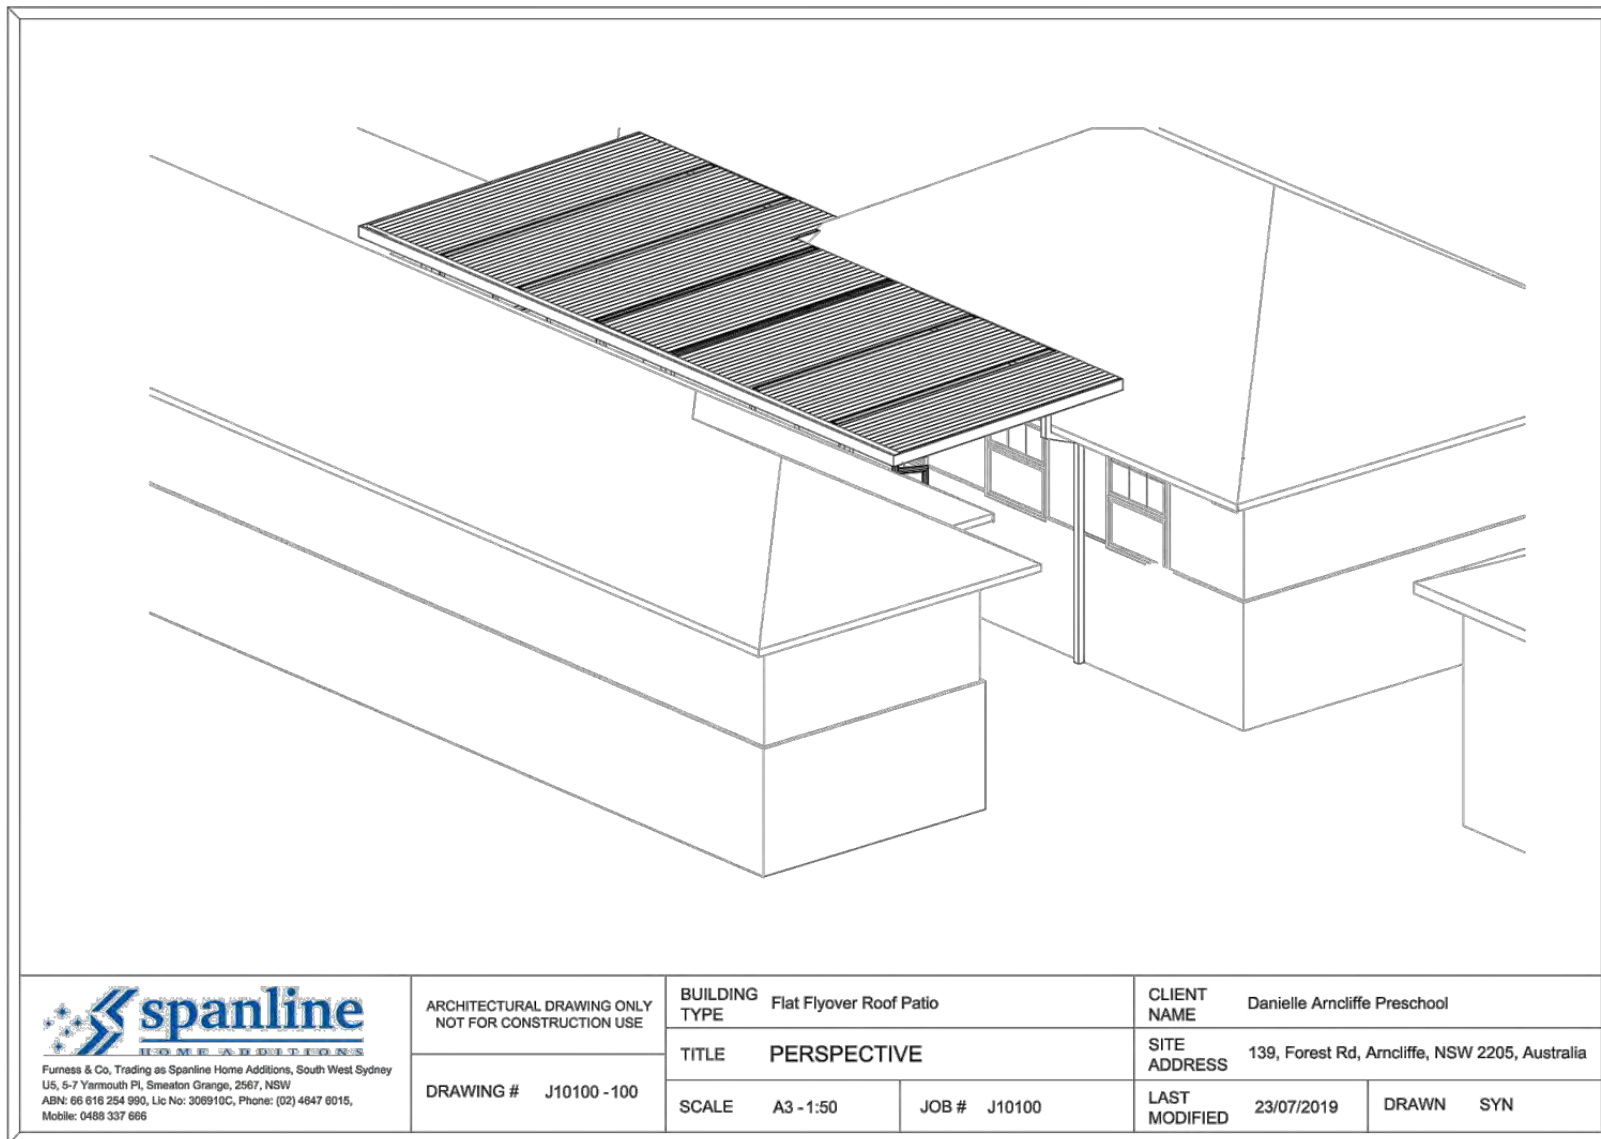 spanline
HOME ADDITIONS
Furness & Co, Trading as Spanline Home Additions, South West Sydney
U5, 5-7 Yarmouth Pl, Smeaton Grange, 2567, NSW
ABN: 66 616 254 990, Lic No: 306910C, Phone: (02) 4647 6015,
Mobile: 0488 337 666
ARCHITECTURAL DRAWING ONLY
NOT FOR CONSTRUCTION USE
DRAWING # J10100 -100
BUILDING TYPE Flat Flyover Roof Patio
TITLE PERSPECTIVE
SCALE A3 -1:50
JOB # J10100
CLIENT NAME Danielle Arncliffe Preschool
SITE ADDRESS 139, Forest Rd, Arncliffe, NSW 2205, Australia
LAST MODIFIED 23/07/2019
DRAWN SYN